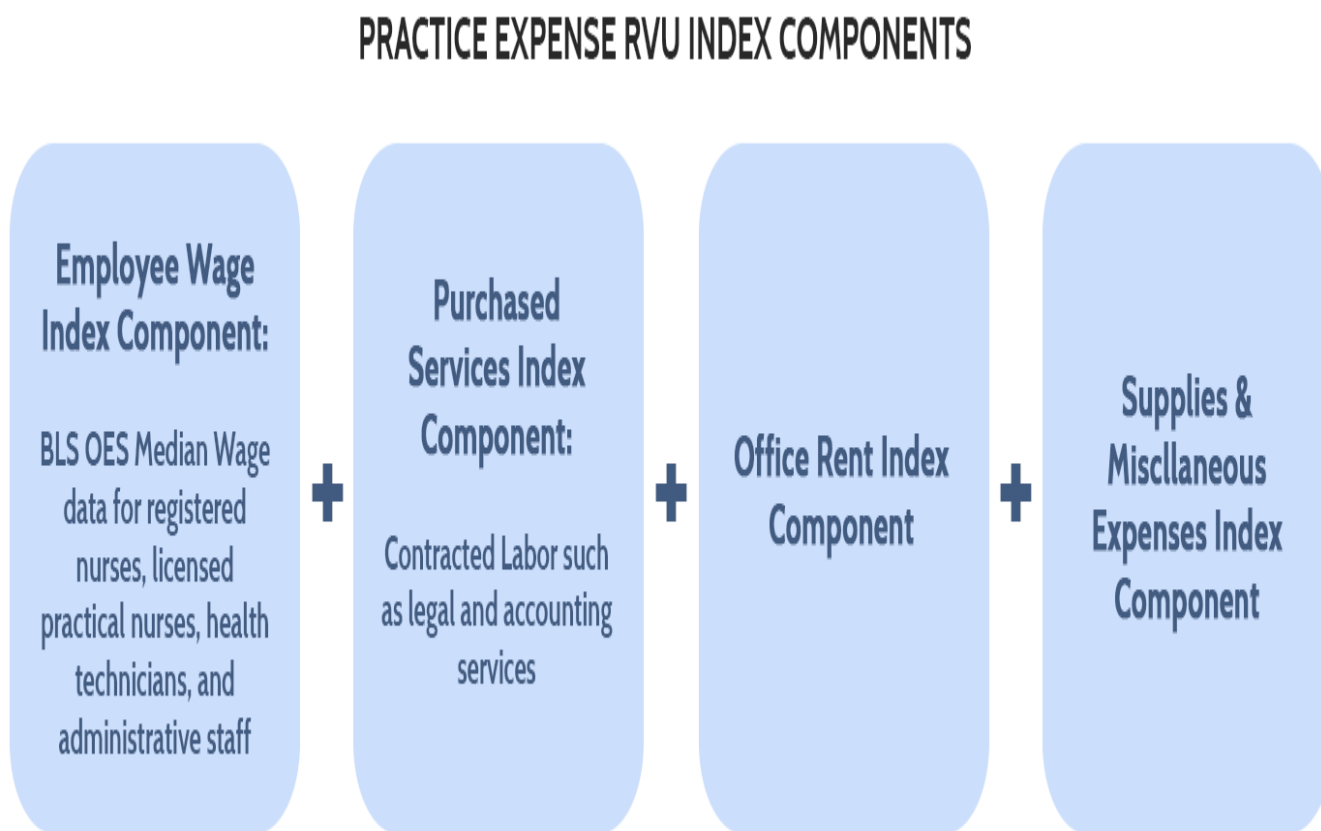 PRACTICE EXPENSE RVU INDEX COMPONENTS
Employee Wage
Index Component:
BLS OES Median Wage
data for registered
nurses, licensed
practical nurses, health
technicians, and
administrative staff
+
Purchased
Services Index
Component:
Contracted Labor such
as legal and accounting
services
+
Office Rent Index
Component
+
Supplies &
Miscllaneous
Expenses Index
Component